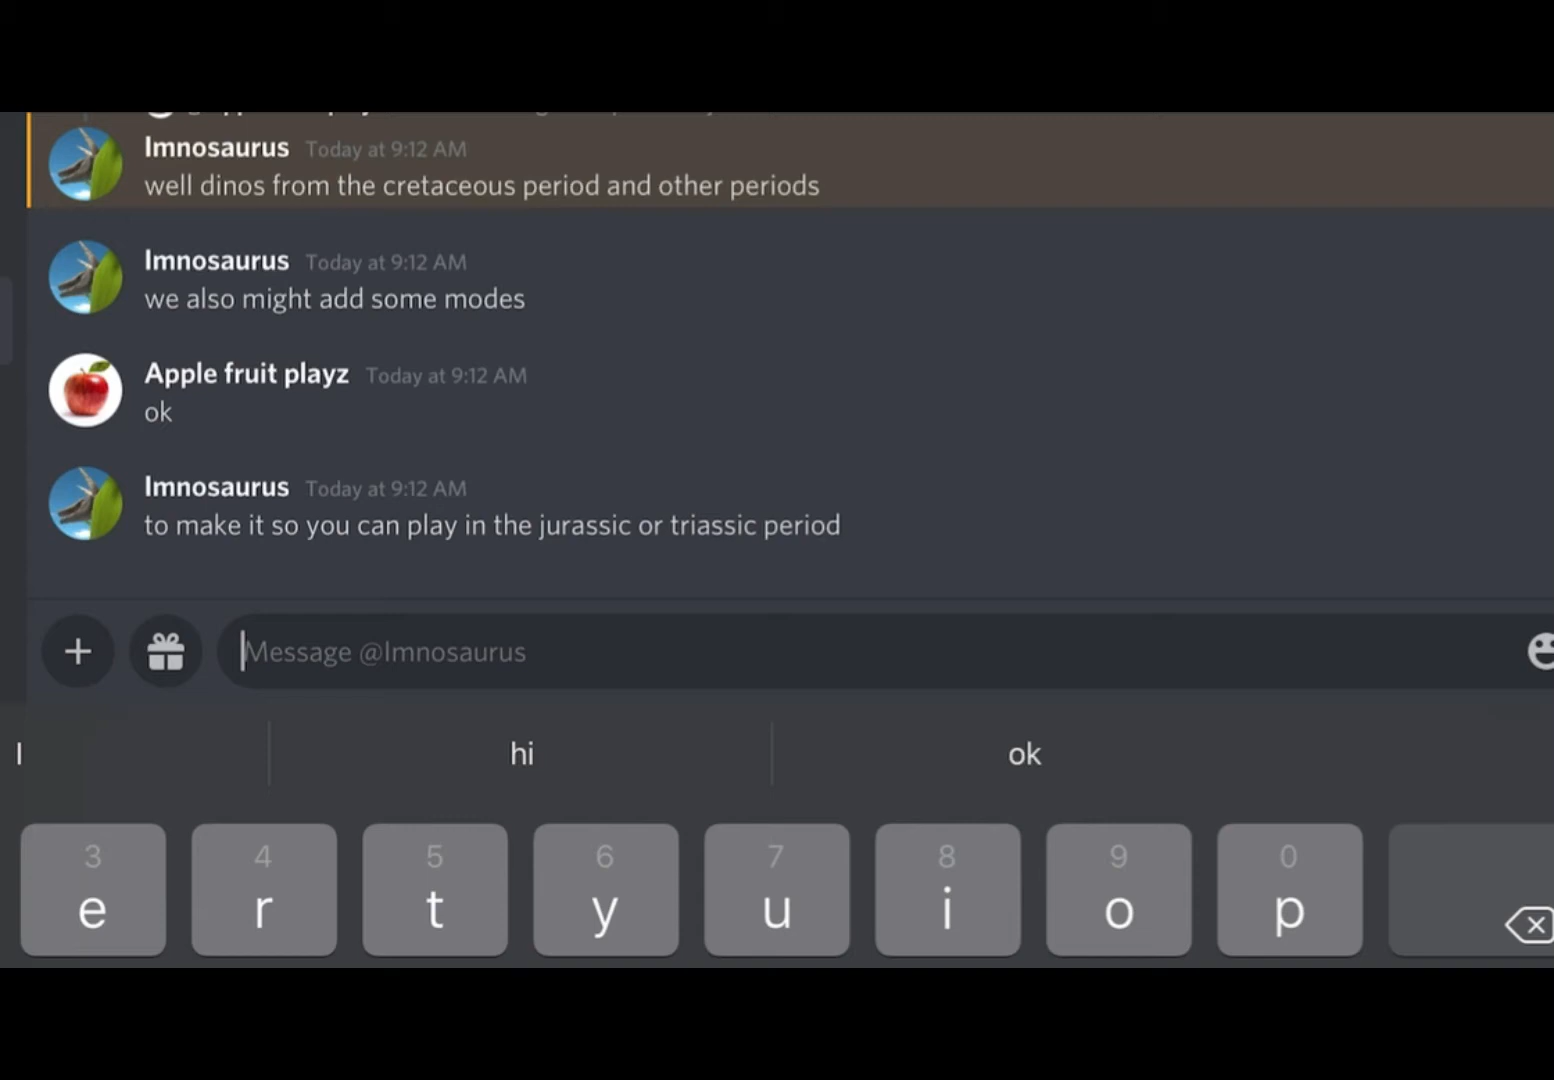 Imnosaurus Today at 9:12 AM
well dinos from the cretaceous period and other periods
Imnosaurus Today at 9:12 AM
we also might add some modes
Apple fruit playz Today at 9:12 AM
ok
Imnosaurus Today at 9:12 AM
to make it so you can play in the jurassic or triassic period
Message @Imnosaurus
I hi ok
3 4 5 6 7 8 9 0
e r t y u i o p